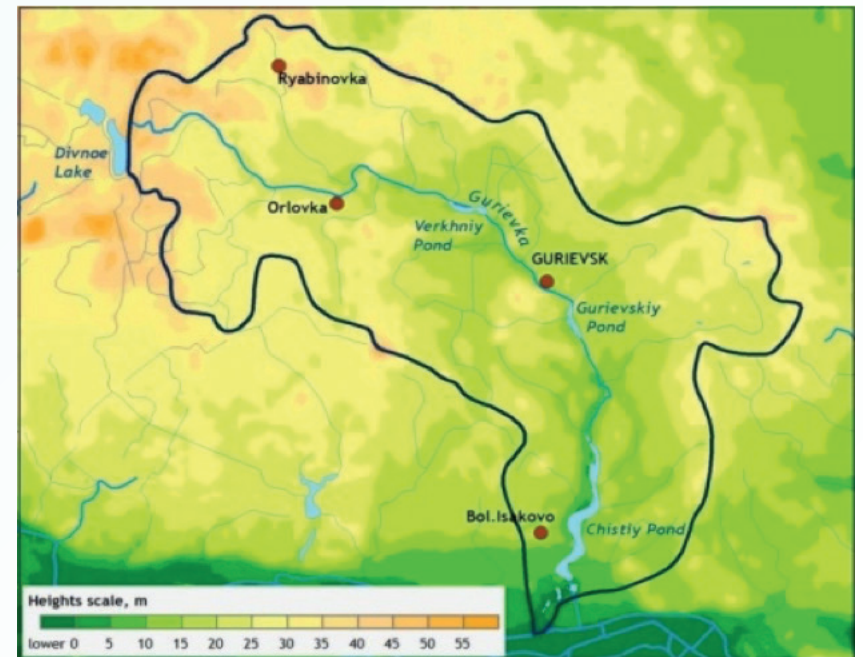 Ryabinovka
Divnoe
Lake
Orlovka
Gurievka
Verkhniy
Pond
GURIEVSK
Gurievskiy
Pond
Bol.Isakovo
Chistly Pond
Heights scale, m
lower 0 5 10 15 20 25 30 35 40 45 50 55